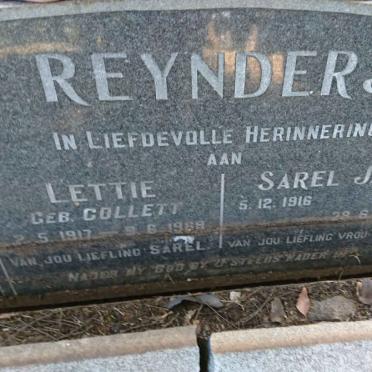 REYNDERS
IN LIEFDEVOLLE HERINNERING
AAN
LETTIE
GEB. COLLETT
2.5.1917 9.6.1968
VAN JOU LIEFLING SAREL
SAREL J
5.12.1916
VAN JOU LIEFLING VROU
NADER MY GOD BY U STEEDS NADER BY